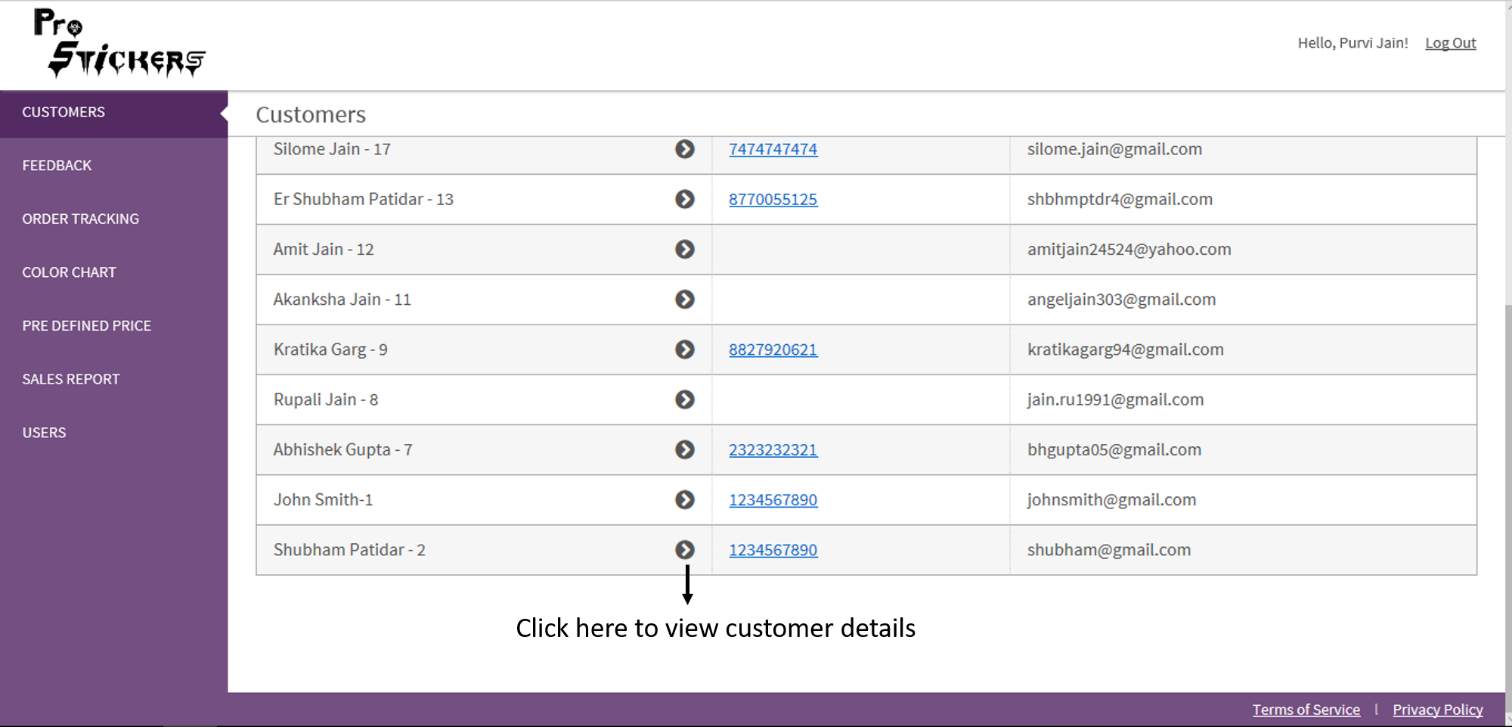 Pro
Stickers
Hello, Purvi Jain! Log Out
CUSTOMERS
FEEDBACK
ORDER TRACKING
COLOR CHART
PRE DEFINED PRICE
SALES REPORT
USERS
Customers
Silome Jain - 17 7474747474 silome.jain@gmail.com
Er Shubham Patidar - 13 8770055125 shbhmptdr4@gmail.com
Amit Jain - 12 amitjain24524@yahoo.com
Akanksha Jain - 11 angeljain303@gmail.com
Kratika Garg - 9 8827920621 kratikagarg94@gmail.com
Rupali Jain - 8 jain.ru1991@gmail.com
Abhishek Gupta - 7 2323232321 bhgupta05@gmail.com
John Smith-1 1234567890 johnsmith@gmail.com
Shubham Patidar - 2 1234567890 shubham@gmail.com
Click here to view customer details
Terms of Service | Privacy Policy